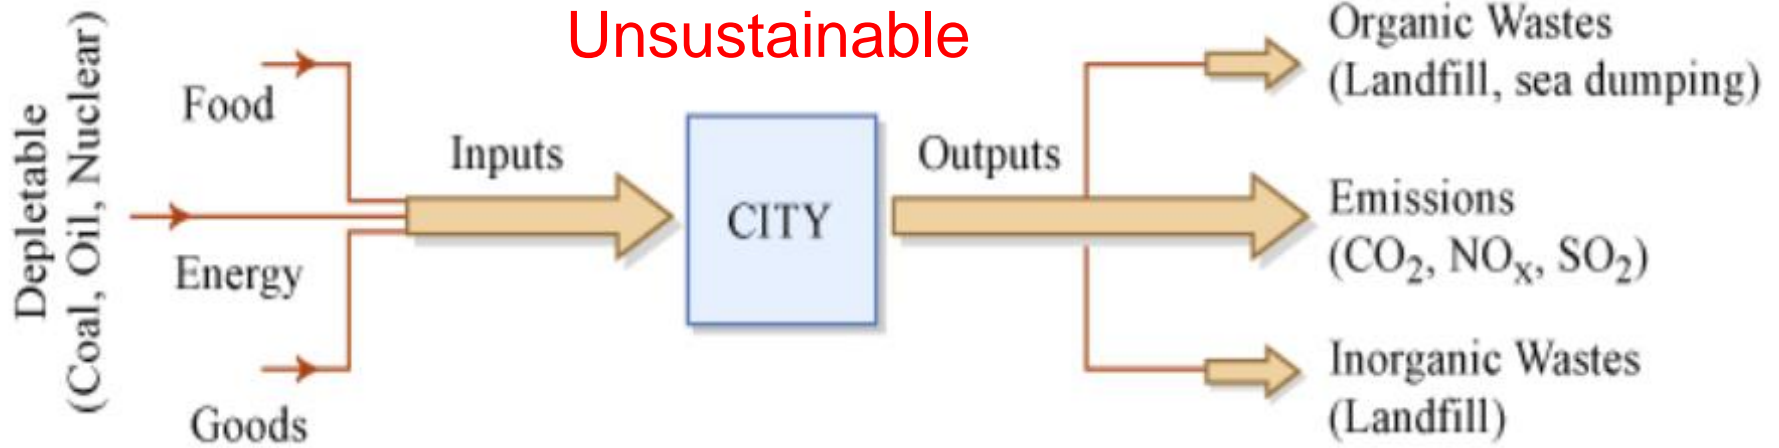 Unsustainable
Depletable
(Coal, Oil, Nuclear)
Food
Energy
Goods
Inputs
CITY
Outputs
Organic Wastes
(Landfill, sea dumping)
Emissions
(CO₂, NOₓ, SO₂)
Inorganic Wastes
(Landfill)